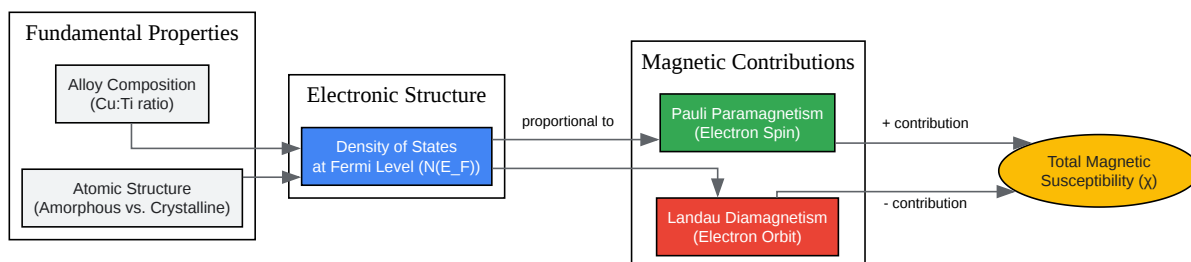 Fundamental Properties
Alloy Composition
(Cu:Ti ratio)
Atomic Structure
(Amorphous vs. Crystalline)
Electronic Structure
Density of States
at Fermi Level (N(E_F))
proportional to
Magnetic Contributions
Pauli Paramagnetism
(Electron Spin)
Landau Diamagnetism
(Electron Orbit)
+ contribution
- contribution
Total Magnetic
Susceptibility (χ)